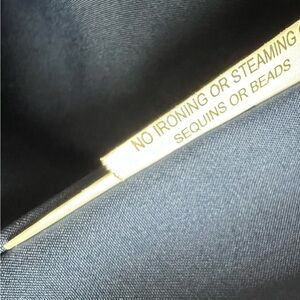 NO IRONING OR STEAMING
SEQUINS OR BEADS